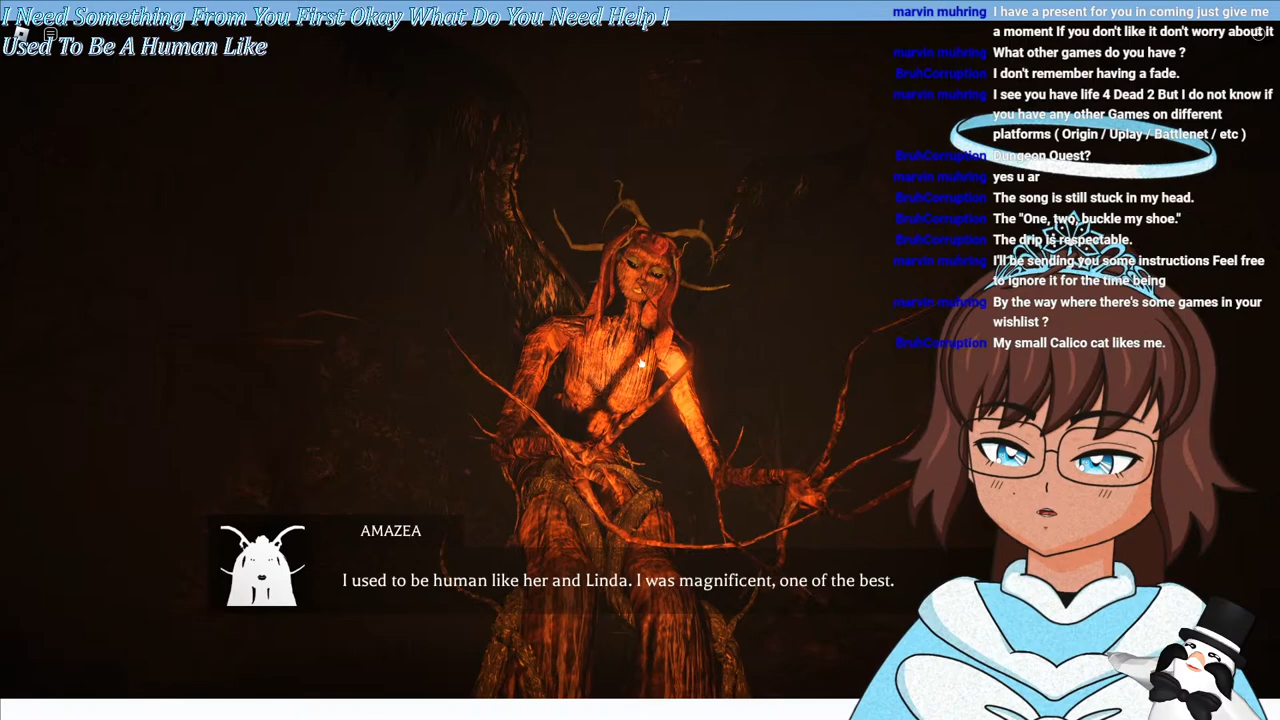 I Need Something From You First Okay What Do You Need Help I
Used To Be A Human Like
marvin muhring I have a present for you in coming just give me
a moment If you don't like it don't worry about it
marvin muhring What other games do you have ?
BruhCorruption I don't remember having a fade.
marvin muhring I see you have life 4 Dead 2 But I do not know if
you have any other Games on different
platforms ( Origin / Uplay / Battlenet / etc )
BruhCorruption Dungeon Quest?
marvin muhring yes u ar
BruhCorruption The song is still stuck in my head.
BruhCorruption The "One, two, buckle my shoe."
BruhCorruption The drip is respectable.
marvin muhring I'll be sending you some instructions Feel free
to ignore it for the time being
marvin muhring By the way where there's some games in your
wishlist ?
BruhCorruption My small Calico cat likes me.
AMAZEA
I used to be human like her and Linda. I was magnificent, one of the best.